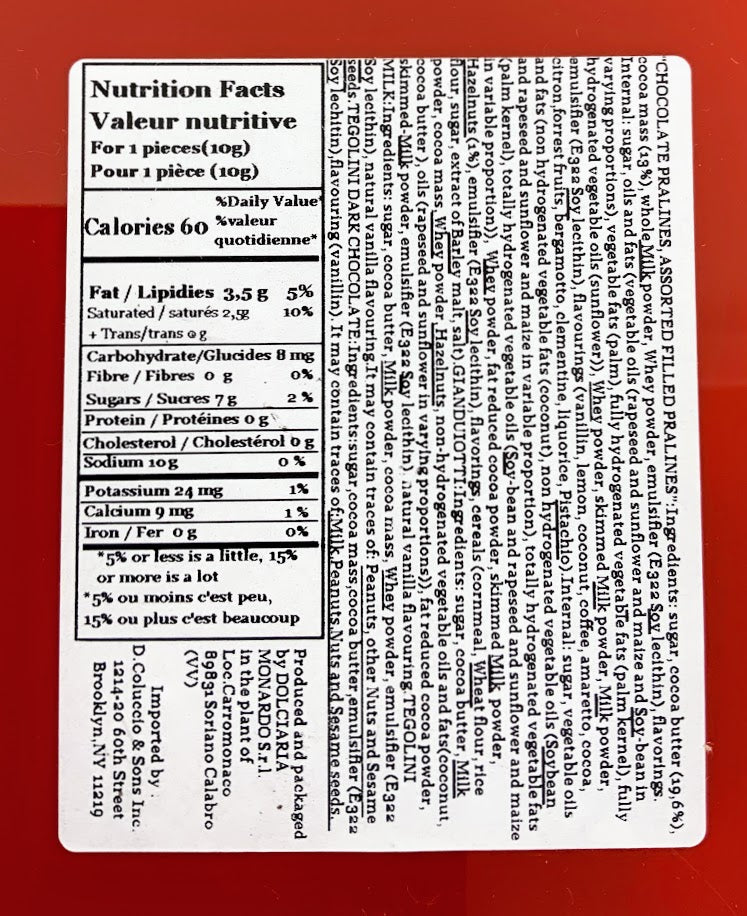 Nutrition Facts
Valeur nutritive
For 1 pieces(10g)
Pour 1 pièce (10g)
%Daily Value*
Calories 60 %valeur
quotidienne*
Fat / Lipidies 3,5 g 5%
Saturated / saturés 2,5g 10%
+ Trans/trans 0 g
Carbohydrate/Glucides 8 mg
Fibre / Fibres 0 g 0%
Sugars / Sucres 7 g 2 %
Protein / Protéines 0 g
Cholesterol / Cholestérol 0 g
Sodium 10g 0 %
Potassium 24 mg 1%
Calcium 9 mg 1 %
Iron / Fer 0 g 0%
*5% or less is a little, 15%
or more is a lot
*5% ou moins c'est peu,
15% ou plus c'est beaucoup
"CHOCOLATE PRALINES, ASSORTED FILLED PRALINES":Ingredients: sugar, cocoa butter (19,6%),
cocoa mass (13%), whole Milk powder, Whey powder, emulsifier (E322 Soy lecithin), flavorings.
Internal: sugar, oils and fats (vegetable oils (rapeseed and sunflower and maize and Soy-bean in
varying proportions), vegetable fats (palm), fully hydrogenated vegetable fats (palm kernel), fully
hydrogenated vegetable oils (sunflower)), Whey powder, skimmed Milk powder, Milk powder,
emulsifier (E322 Soy lecithin), flavourings (vanillin, lemon, coconut, coffee, amaretto, cocoa,
citron,forrest fruits, bergamotto, clementine, liquorice, Pistachio).Internal: sugar, vegetable oils
and fats (non hydrogenated vegetable fats (coconut), non hydrogenated vegetable oils (Soybean
and rapeseed and sunflower and maize in variable proportion), totally hydrogenated vegetable fats
(palm kernel), totally hydrogenated vegetable oils (Soy-bean and rapeseed and sunflower and maize
in variable proportion)), Whey powder, fat reduced cocoa powder, skimmed Milk powder,
Hazelnuts (1%), emulsifier (E322 Soy lecithin), flavorings, cereals (cornmeal, Wheat flour, rice
flour, sugar, extract of Barley malt, salt).GIANDUIOTTI:Ingredients: sugar, cocoa butter, Milk
powder, cocoa mass, Whey powder, Hazelnuts, non-hydrogenated vegetable oils and fats(coconut,
cocoa butter ), oils (rapeseed and sunflower in varying proportions)),fat reduced cocoa powder,
skimmed-Milk powder, emulsifier (E322 Soy lecithin), natural vanilla flavouring.TEGOLINI
MILK:Ingredients: sugar, cocoa butter, Milk powder, cocoa mass, Whey powder, emulsifier (E322
Soy lecithin), natural vanilla flavouring.It may contain traces of: Peanuts, other Nuts and Sesame
seeds.TEGOLINI DARK CHOCOLATE:Ingredients:sugar,cocoa mass,cocoa butter,emulsifier (E322
Soy lechitin),flavouring (vanillin). It may contain traces of:Milk,Peanuts,Nuts and Sesame seeds.
Produced and packaged
by DOLCIARIA
MONARDO S.r.l.
in the plant of
Loc.Carromonaco
89831 Soriano Calabro
(VV)
Imported by :
D.Coluccio & Sons Inc.
1214-20 60th Street
Brooklyn,NY 11219